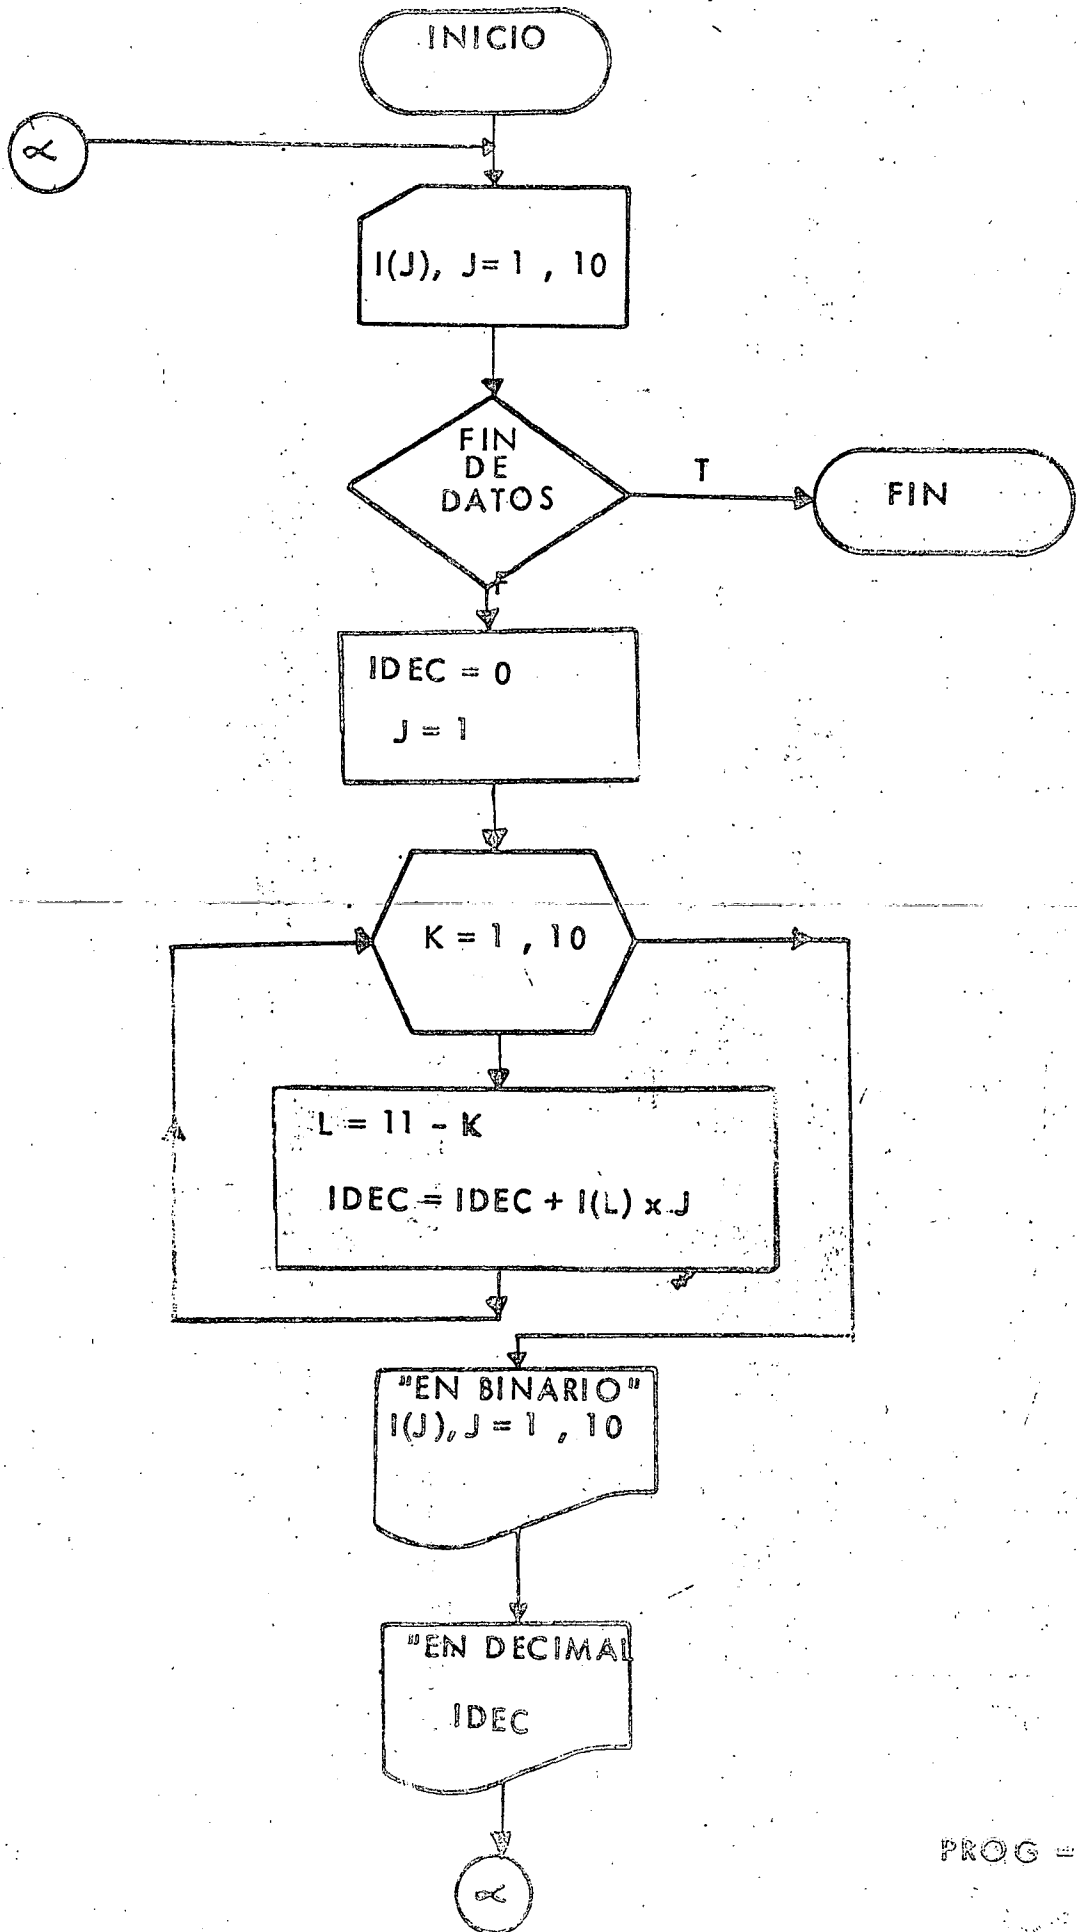 INICIO
∝
I(J), J= 1 , 10
FIN
DE
DATOS
T
FIN
F
IDEC = 0
J = 1
K = 1 , 10
L = 11 - K
IDEC = IDEC + I(L) x J
"EN BINARIO"
I(J), J = 1 , 10
"EN DECIMAL
IDEC
PROG =
∝